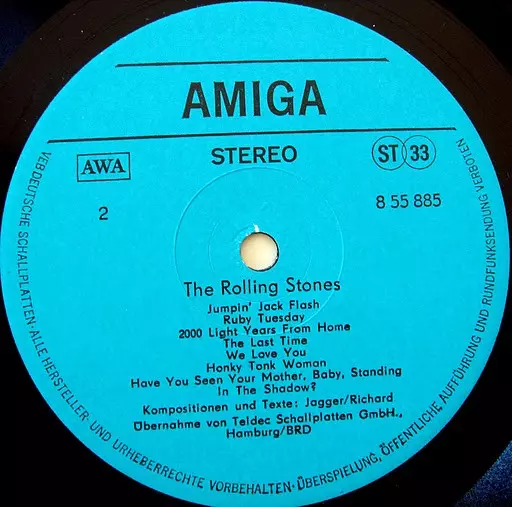 AMIGA
AWA
STEREO
ST 33
2
8 55 885
The Rolling Stones
Jumpin' Jack Flash
Ruby Tuesday
2000 Light Years From Home
The Last Time
We Love You
Honky Tonk Woman
Have You Seen Your Mother, Baby, Standing
In The Shadow?
Kompositionen und Texte: Jagger/Richard
Übernahme von Teldec Schallplatten GmbH.,
Hamburg/BRD
VEB DEUTSCHE SCHALLPLATTEN · ALLE HERSTELLER- UND URHEBERRECHTE VORBEHALTEN · ÜBERSPIELUNG, ÖFFENTLICHE AUFFÜHRUNG UND RUNDFUNKSENDUNG VERBOTEN